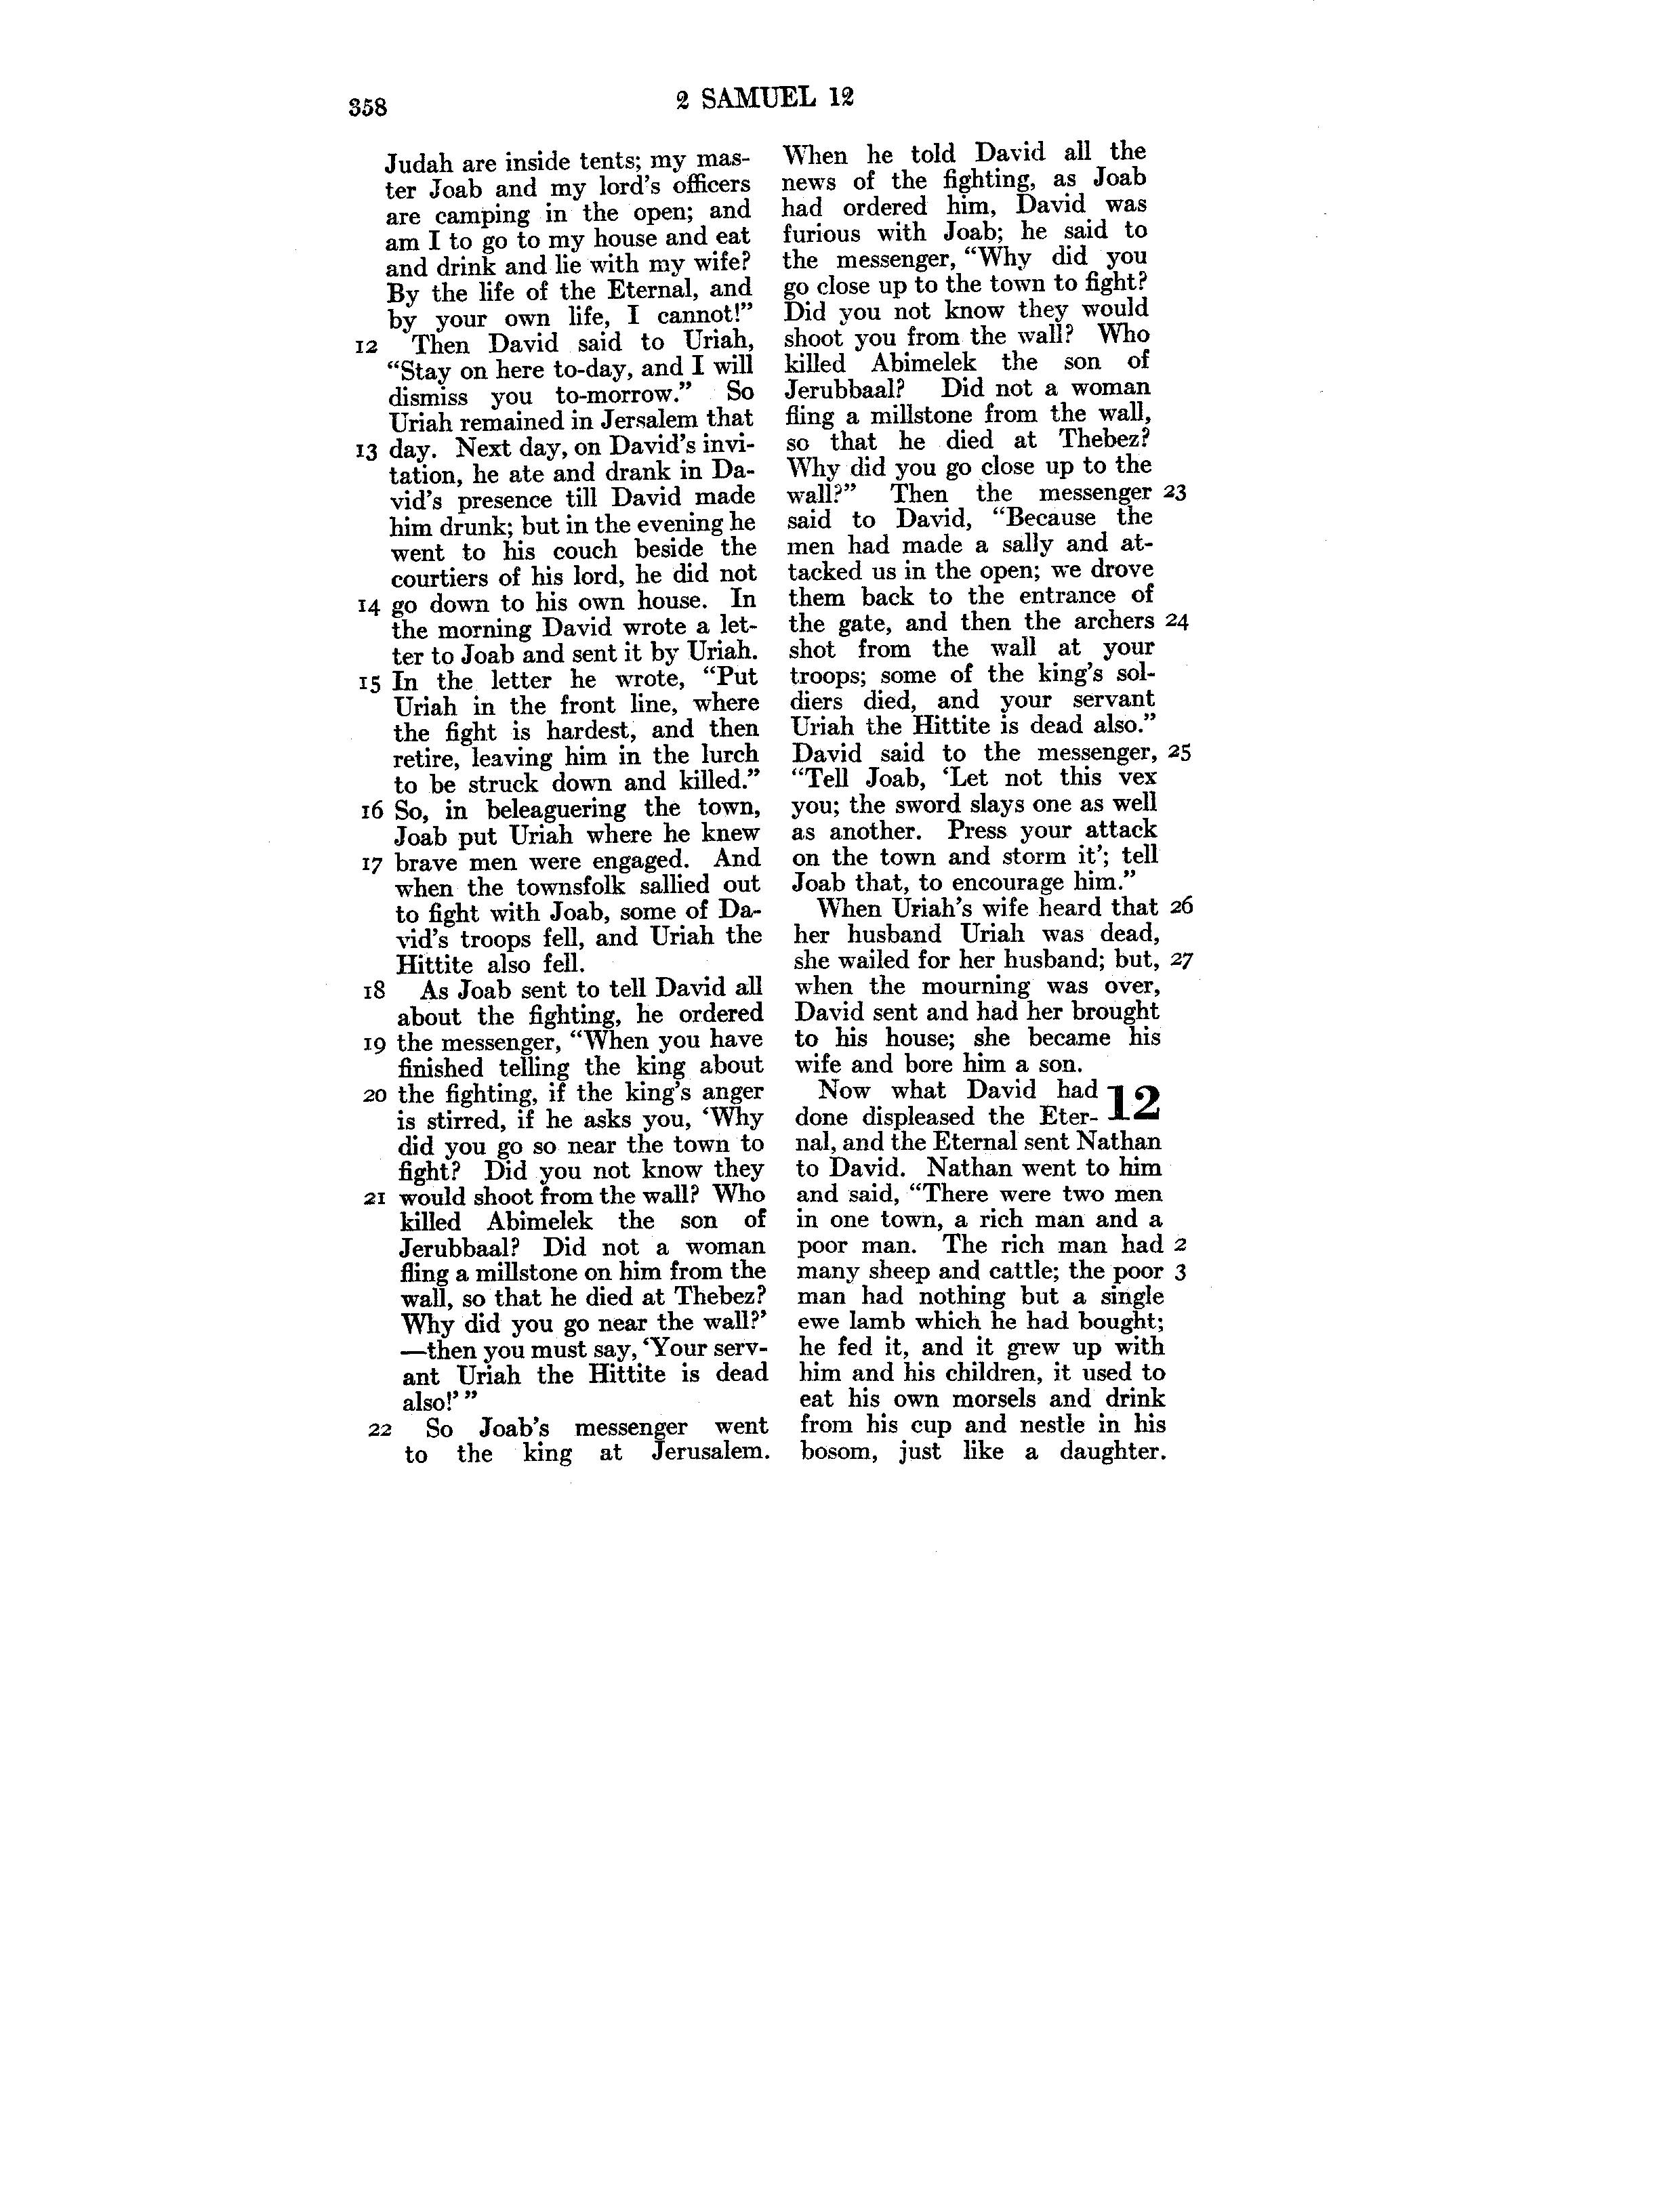 358
2 SAMUEL 12
Judah are inside tents; my mas-
ter Joab and my lord's officers
are camping in the open; and
am I to go to my house and eat
and drink and lie with my wife?
By the life of the Eternal, and
by your own life, I cannot!”
12 Then David said to Uriah,
“Stay on here to-day, and I will
dismiss you to-morrow.” So
Uriah remained in Jersalem that
13 day. Next day, on David's invi-
tation, he ate and drank in Da-
vid's presence till David made
him drunk; but in the evening he
went to his couch beside the
courtiers of his lord, he did not
14 go down to his own house. In
the morning David wrote a let-
ter to Joab and sent it by Uriah.
15 In the letter he wrote, “Put
Uriah in the front line, where
the fight is hardest, and then
retire, leaving him in the lurch
to be struck down and killed.”
16 So, in beleaguering the town,
Joab put Uriah where he knew
17 brave men were engaged. And
when the townsfolk sallied out
to fight with Joab, some of Da-
vid's troops fell, and Uriah the
Hittite also fell.
18 As Joab sent to tell David all
about the fighting, he ordered
19 the messenger, “When you have
finished telling the king about
20 the fighting, if the king's anger
is stirred, if he asks you, ‘Why
did you go so near the town to
fight? Did you not know they
21 would shoot from the wall? Who
killed Abimelek the son of
Jerubbaal? Did not a woman
fling a millstone on him from the
wall, so that he died at Thebez?
Why did you go near the wall?’
—then you must say, ‘Your serv-
ant Uriah the Hittite is dead
also!’ ”
22 So Joab's messenger went
to the king at Jerusalem.
When he told David all the
news of the fighting, as Joab
had ordered him, David was
furious with Joab; he said to
the messenger, “Why did you
go close up to the town to fight?
Did you not know they would
shoot you from the wall? Who
killed Abimelek the son of
Jerubbaal? Did not a woman
fling a millstone from the wall,
so that he died at Thebez?
Why did you go close up to the
wall?” Then the messenger 23
said to David, “Because the
men had made a sally and at-
tacked us in the open; we drove
them back to the entrance of
the gate, and then the archers 24
shot from the wall at your
troops; some of the king's sol-
diers died, and your servant
Uriah the Hittite is dead also.”
David said to the messenger, 25
“Tell Joab, ‘Let not this vex
you; the sword slays one as well
as another. Press your attack
on the town and storm it’; tell
Joab that, to encourage him.”
When Uriah's wife heard that 26
her husband Uriah was dead,
she wailed for her husband; but, 27
when the mourning was over,
David sent and had her brought
to his house; she became his
wife and bore him a son.
Now what David had 12
done displeased the Eter-
nal, and the Eternal sent Nathan
to David. Nathan went to him
and said, “There were two men
in one town, a rich man and a
poor man. The rich man had 2
many sheep and cattle; the poor 3
man had nothing but a single
ewe lamb which he had bought;
he fed it, and it grew up with
him and his children, it used to
eat his own morsels and drink
from his cup and nestle in his
bosom, just like a daughter.